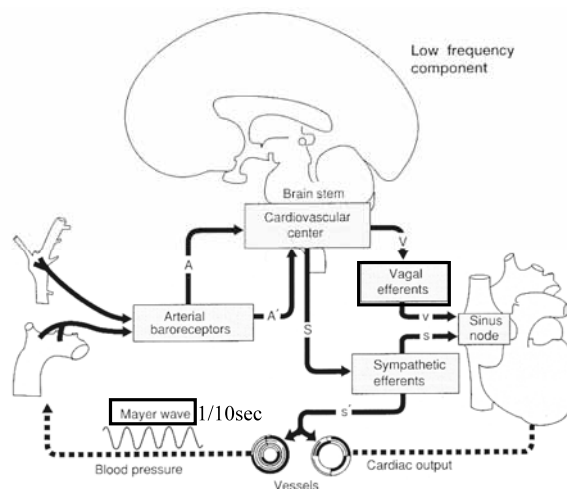 Low frequency
component
Brain stem
Cardiovascular
center
V
A
Vagal
efferents
Arterial
baroreceptors
A'
S
v
s
Sinus
node
Sympathetic
efferents
s'
Mayer wave 1/10sec
Blood pressure
Vessels
Cardiac output